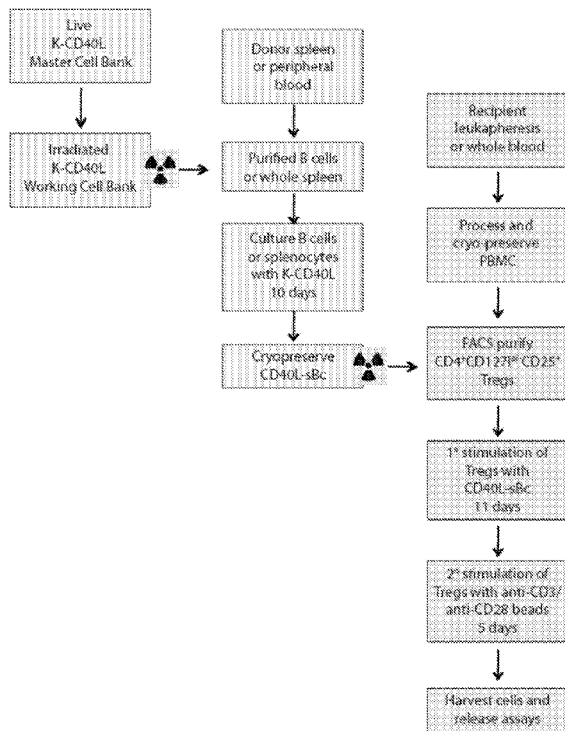 Live
K-CD40L
Master Cell Bank
Irradiated
K-CD40L
Working Cell Bank
Donor spleen
or peripheral
blood
Purified B cells
or whole spleen
Culture B cells
or splenocytes
with K-CD40L
10 days
Cryopreserve
CD40L-sBc
Recipient
leukapheresis
or whole blood
Process and
cryo-preserve
PBMC
FACS purify
CD4⁺CD127ˡᵒ CD25⁺
Tregs
1° stimulation of
Tregs with
CD40L-sBc
11 days
2° stimulation of
Tregs with anti-CD3/
anti-CD28 beads
5 days
Harvest cells and
release assays